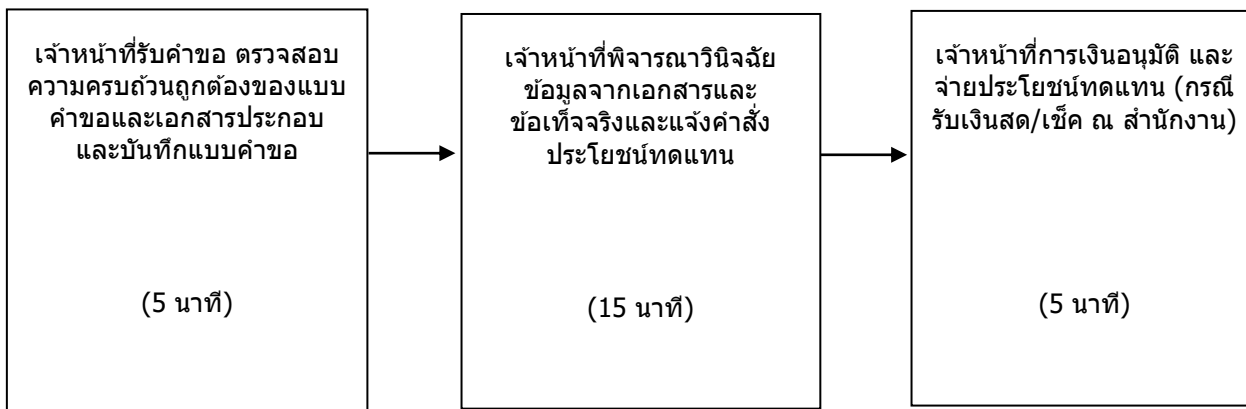 เจ้าหน้าที่รับคำขอ ตรวจสอบ
ความครบถ้วนถูกต้องของแบบ
คำขอและเอกสารประกอบ
และบันทึกแบบคำขอ
(5 นาที)
เจ้าหน้าที่พิจารณาวินิจฉัย
ข้อมูลจากเอกสารและ
ข้อเท็จจริงและแจ้งคำสั่ง
ประโยชน์ทดแทน
(15 นาที)
เจ้าหน้าที่การเงินอนุมัติ และ
จ่ายประโยชน์ทดแทน (กรณี
รับเงินสด/เช็ค ณ สำนักงาน)
(5 นาที)